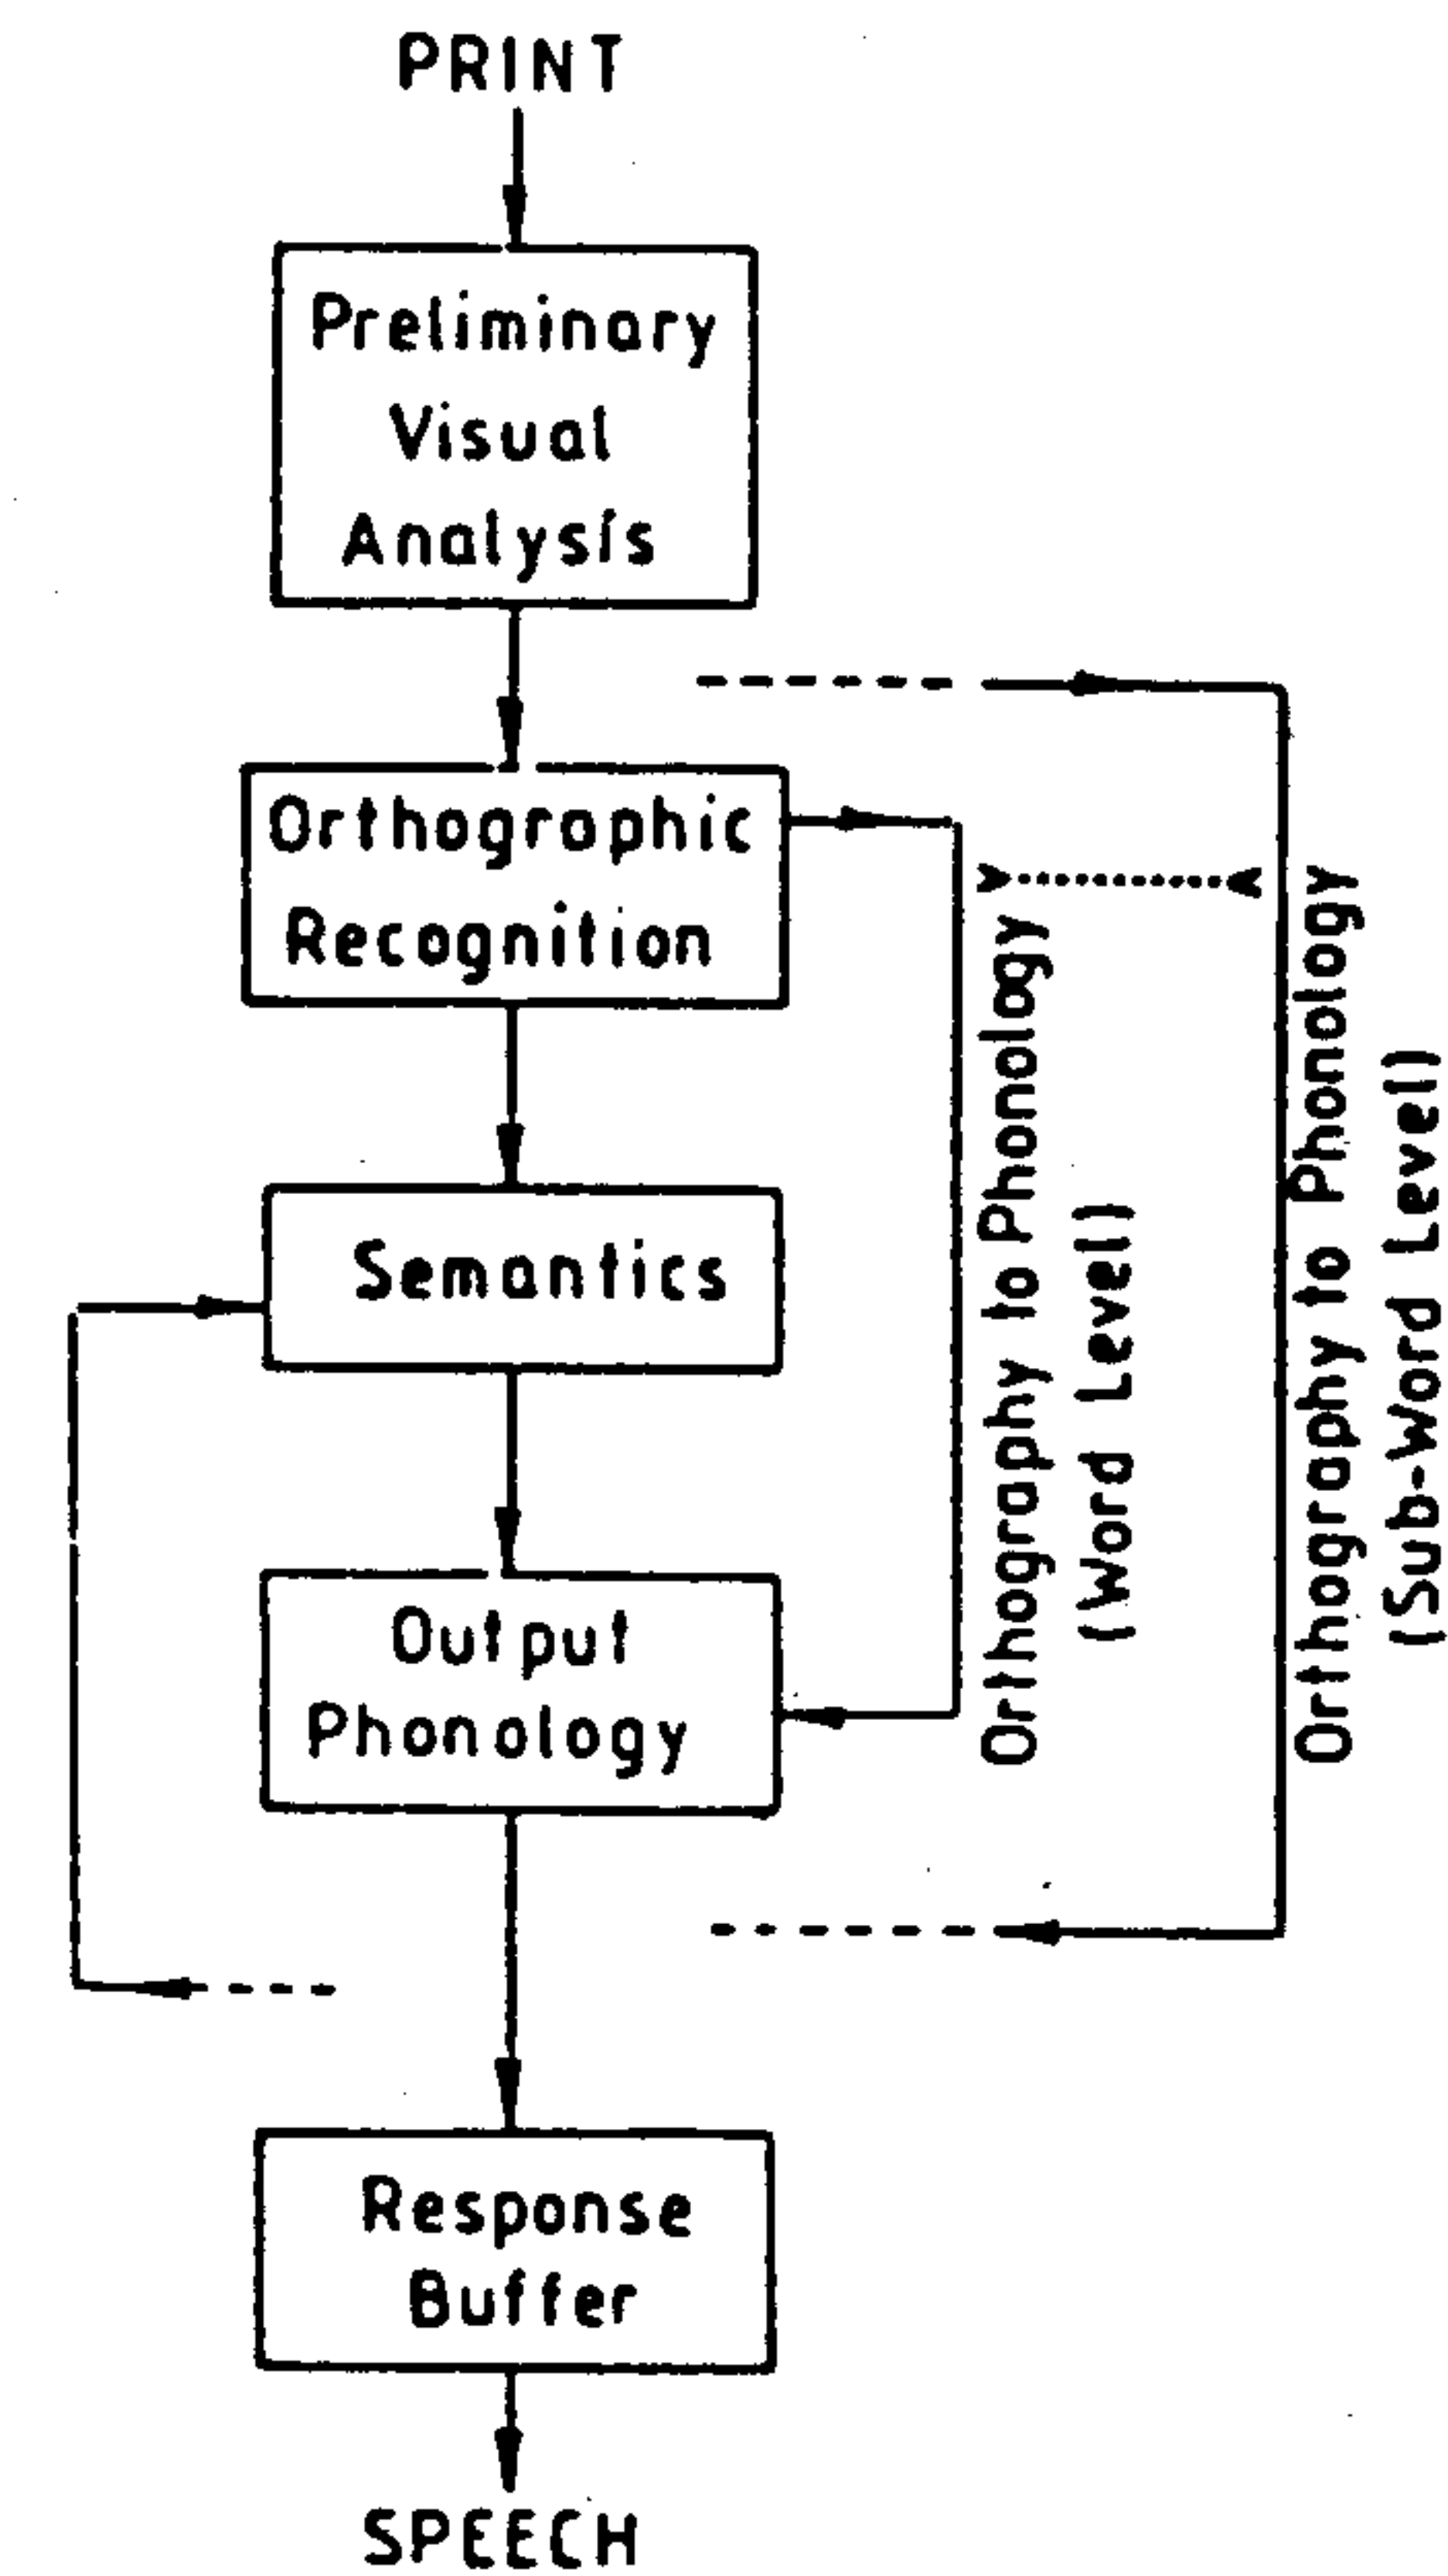 PRINT
Preliminary
Visual
Analysis
Orthographic
Recognition
Semantics
Output
Phonology
Response
Buffer
SPEECH
Orthography to Phonology
(Word Level)
Orthography to Phonology
(Sub-Word Level)